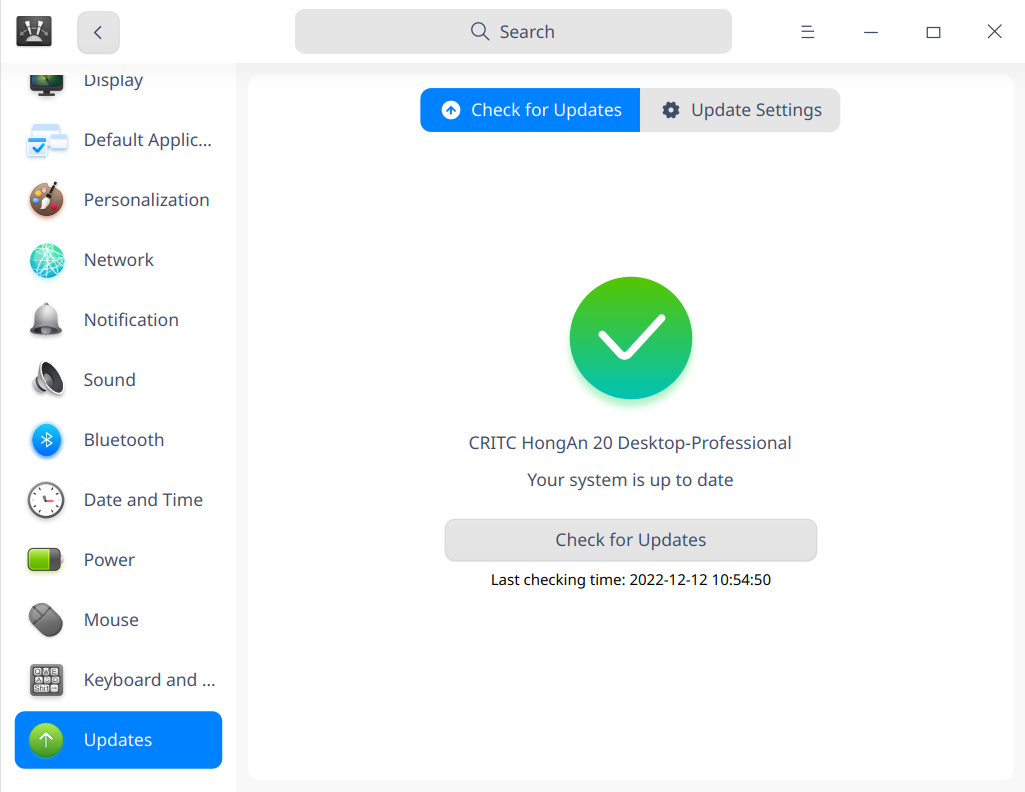 Search
Display
Default Applic...
Personalization
Network
Notification
Sound
Bluetooth
Date and Time
Power
Mouse
Keyboard and ...
Updates
Check for Updates
Update Settings
CRITC HongAn 20 Desktop-Professional
Your system is up to date
Check for Updates
Last checking time: 2022-12-12 10:54:50